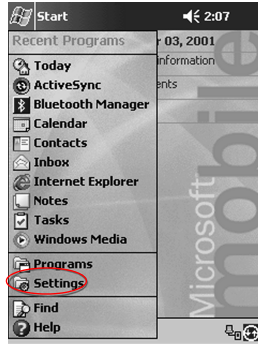 Start 2:07
Recent Programs r 03, 2001
Today
information
ActiveSync
ents
Bluetooth Manager
Calendar
Contacts
Inbox
Internet Explorer
Notes
Tasks
Windows Media
Programs
Settings
Find
Help
Microsoft
mobile